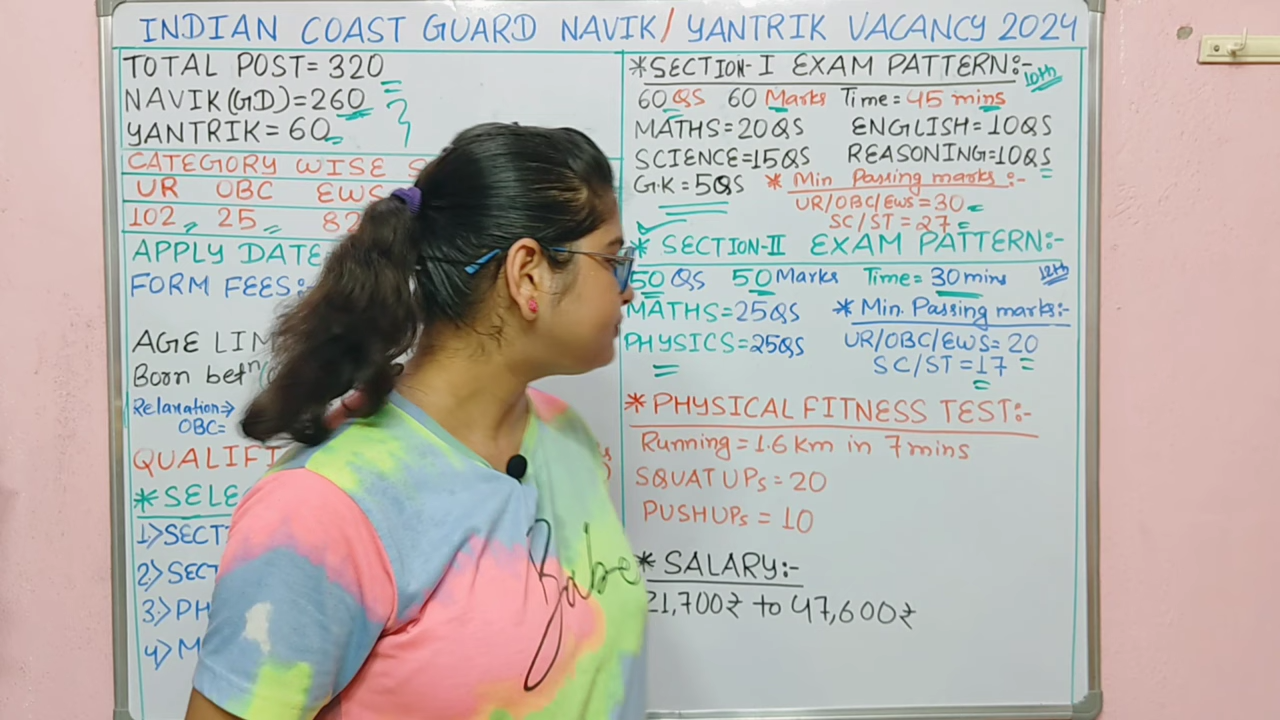 INDIAN COAST GUARD NAVIK/YANTRIK VACANCY 2024
TOTAL POST=320
NAVIK(GD)=260
YANTRIK=60
CATEGORY WISE
UR OBC EWS
102 25 82
APPLY DATE
FORM FEES:
AGE LIM
Born betn
Relaxation⇒
OBC=
QUALIFI
*SELE
1>SECT
2>SECT
3>PH
4>M
*SECTION-I EXAM PATTERN:-
10th
60QS 60 Marks Time=45 mins
MATHS=20QS ENGLISH=10QS
SCIENCE=15QS REASONING=10QS
G.K=5QS * Min Passing marks:-
UR/OBC/EWS=30
SC/ST=27
* SECTION-II EXAM PATTERN:-
50QS 50Marks Time=30mins 12th
MATHS=25QS * Min. Passing marks:-
PHYSICS=25QS UR/OBC/EWS=20
SC/ST=17
*PHYSICAL FITNESS TEST:-
Running=1.6km in 7mins
SQUAT UPs=20
PUSHUPs=10
* SALARY:-
21,700₹ to 47,600₹
Babe